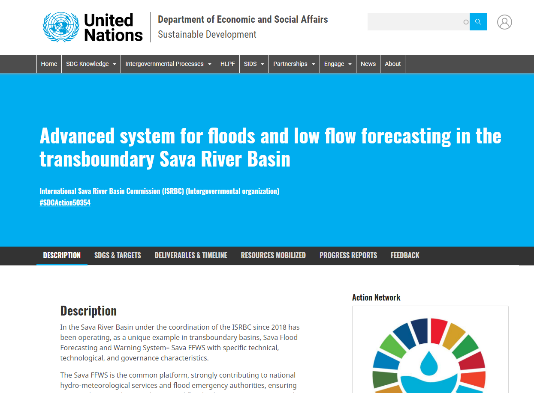 United
Nations
Department of Economic and Social Affairs
Sustainable Development
Home SDG Knowledge Intergovernmental Processes HLPF SIDS Partnerships Engage News About
Advanced system for floods and low flow forecasting in the
transboundary Sava River Basin
International Sava River Basin Commission (ISRBC) (Intergovernmental organization)
#SDGAction50354
DESCRIPTION SDGS & TARGETS DELIVERABLES & TIMELINE RESOURCES MOBILIZED PROGRESS REPORTS FEEDBACK
Action Network
Description
In the Sava River Basin under the coordination of the ISRBC since 2018 has
been operating, as a unique example in transboundary basins, Sava Flood
Forecasting and Warning System– Sava FFWS with specific technical,
technological, and governance characteristics.
The Sava FFWS is the common platform, strongly contributing to national
hydro-meteorological services and flood emergency authorities, ensuring